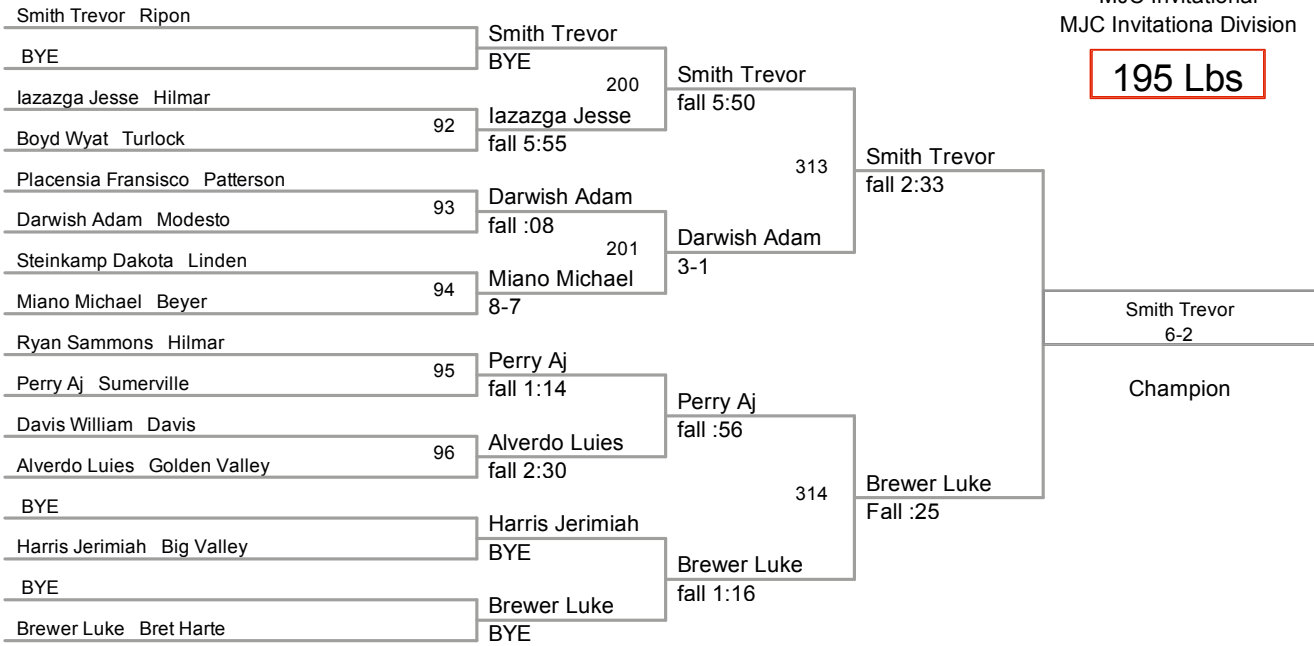 MJC Invitational
MJC Invitationa Division
195 Lbs
Smith Trevor Ripon
BYE
Iazazga Jesse Hilmar
Boyd Wyat Turlock
Placensia Fransisco Patterson
Darwish Adam Modesto
Steinkamp Dakota Linden
Miano Michael Beyer
Ryan Sammons Hilmar
Perry Aj Sumerville
Davis William Davis
Alverdo Luies Golden Valley
BYE
Harris Jerimiah Big Valley
BYE
Brewer Luke Bret Harte
92
93
94
95
96
Smith Trevor
BYE
Iazazga Jesse
fall 5:55
Darwish Adam
fall :08
Miano Michael
8-7
Perry Aj
fall 1:14
Alverdo Luies
fall 2:30
Harris Jerimiah
BYE
Brewer Luke
BYE
200
201
Smith Trevor
fall 5:50
Darwish Adam
3-1
Perry Aj
fall :56
Brewer Luke
fall 1:16
313
314
Smith Trevor
fall 2:33
Brewer Luke
Fall :25
Smith Trevor
6-2
Champion